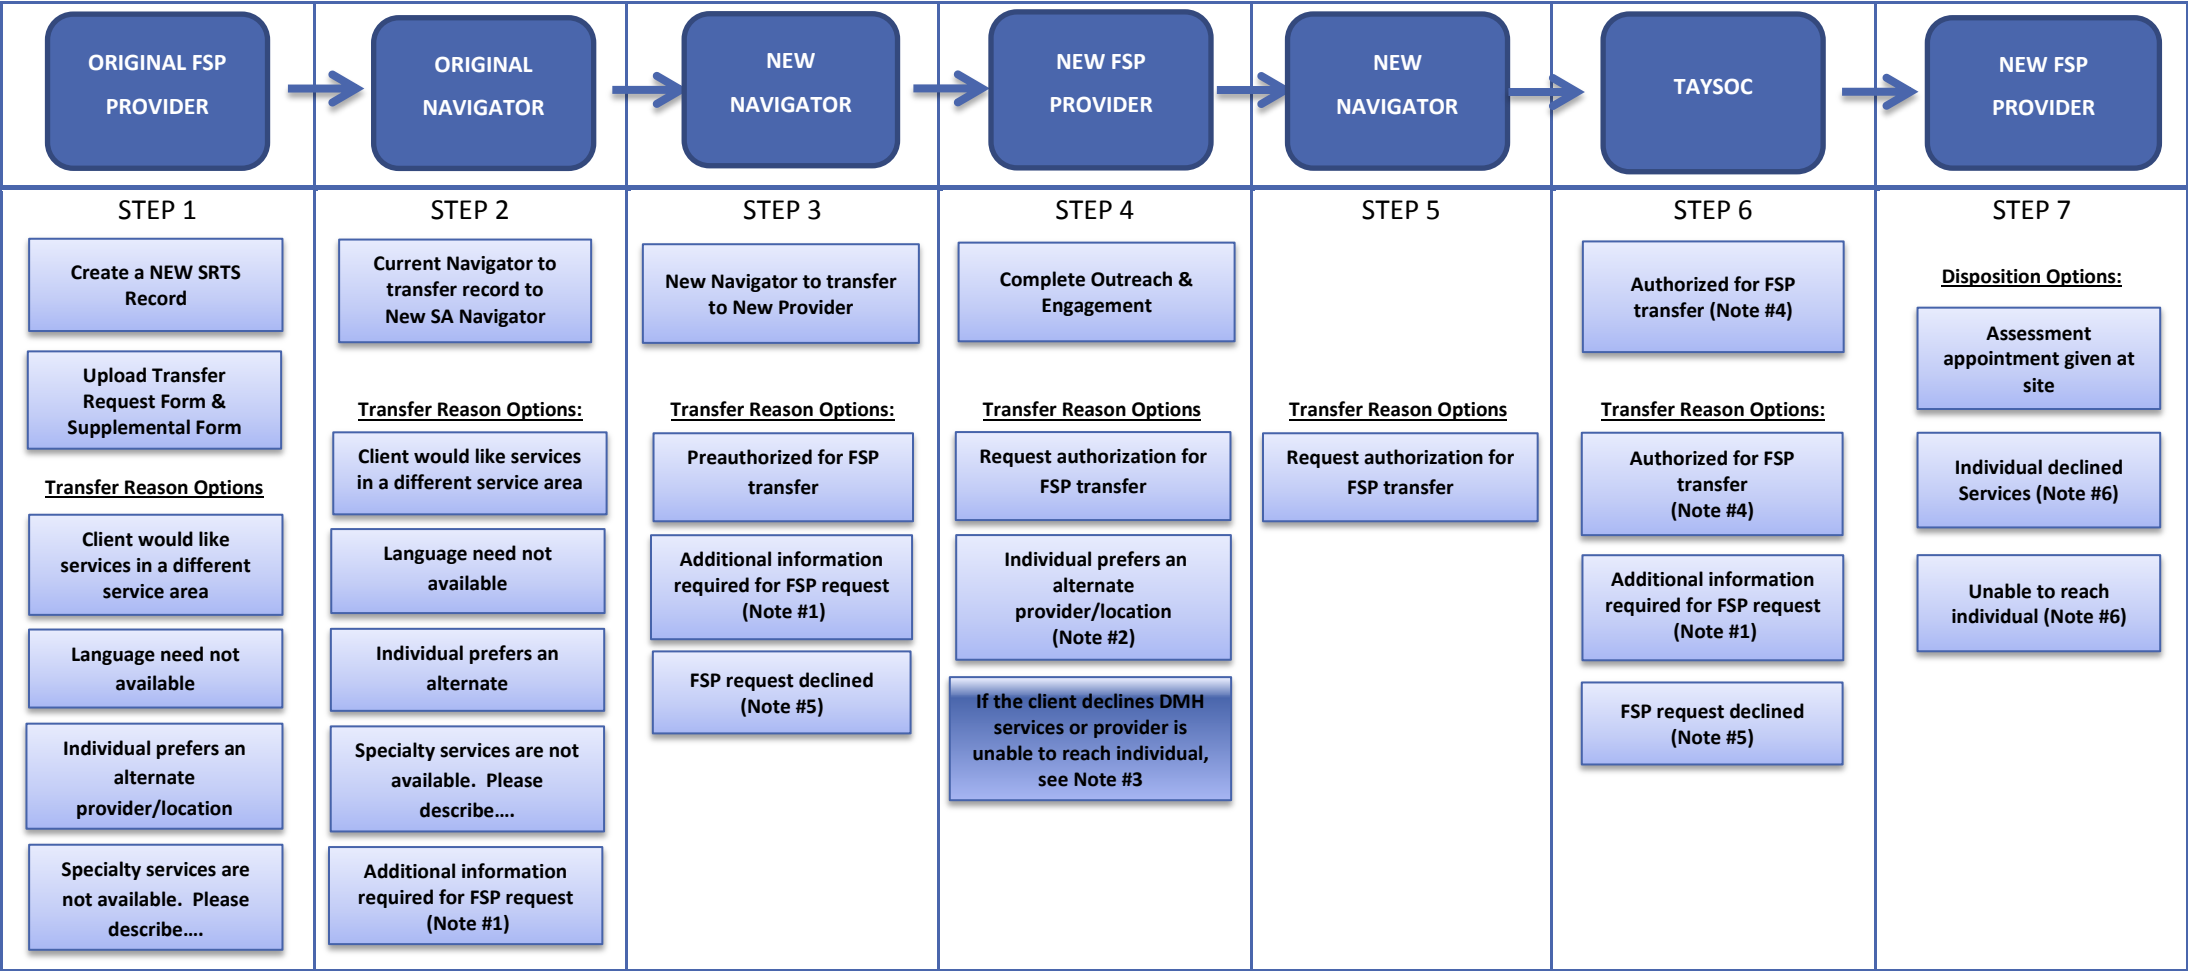 ORIGINAL FSP
PROVIDER
ORIGINAL
NAVIGATOR
NEW
NAVIGATOR
NEW FSP
PROVIDER
NEW
NAVIGATOR
TAYSOC
NEW FSP
PROVIDER
STEP 1
Create a NEW SRTS
Record
Upload Transfer
Request Form &
Supplemental Form
Transfer Reason Options
Client would like
services in a different
service area
Language need not
available
Individual prefers an
alternate
provider/location
Specialty services are
not available. Please
describe....
STEP 2
Current Navigator to
transfer record to
New SA Navigator
Transfer Reason Options:
Client would like services
in a different service area
Language need not
available
Individual prefers an
alternate
Specialty services are not
available. Please
describe....
Additional information
required for FSP request
(Note #1)
STEP 3
New Navigator to transfer
to New Provider
Transfer Reason Options:
Preauthorized for FSP
transfer
Additional information
required for FSP request
(Note #1)
FSP request declined
(Note #5)
STEP 4
Complete Outreach &
Engagement
Transfer Reason Options
Request authorization for
FSP transfer
Individual prefers an
alternate
provider/location
(Note #2)
If the client declines DMH
services or provider is
unable to reach individual,
see Note #3
STEP 5
Transfer Reason Options
Request authorization for
FSP transfer
STEP 6
Authorized for FSP
transfer (Note #4)
Transfer Reason Options:
Authorized for FSP
transfer
(Note #4)
Additional information
required for FSP request
(Note #1)
FSP request declined
(Note #5)
STEP 7
Disposition Options:
Assessment
appointment given at
site
Individual declined
Services (Note #6)
Unable to reach
individual (Note #6)